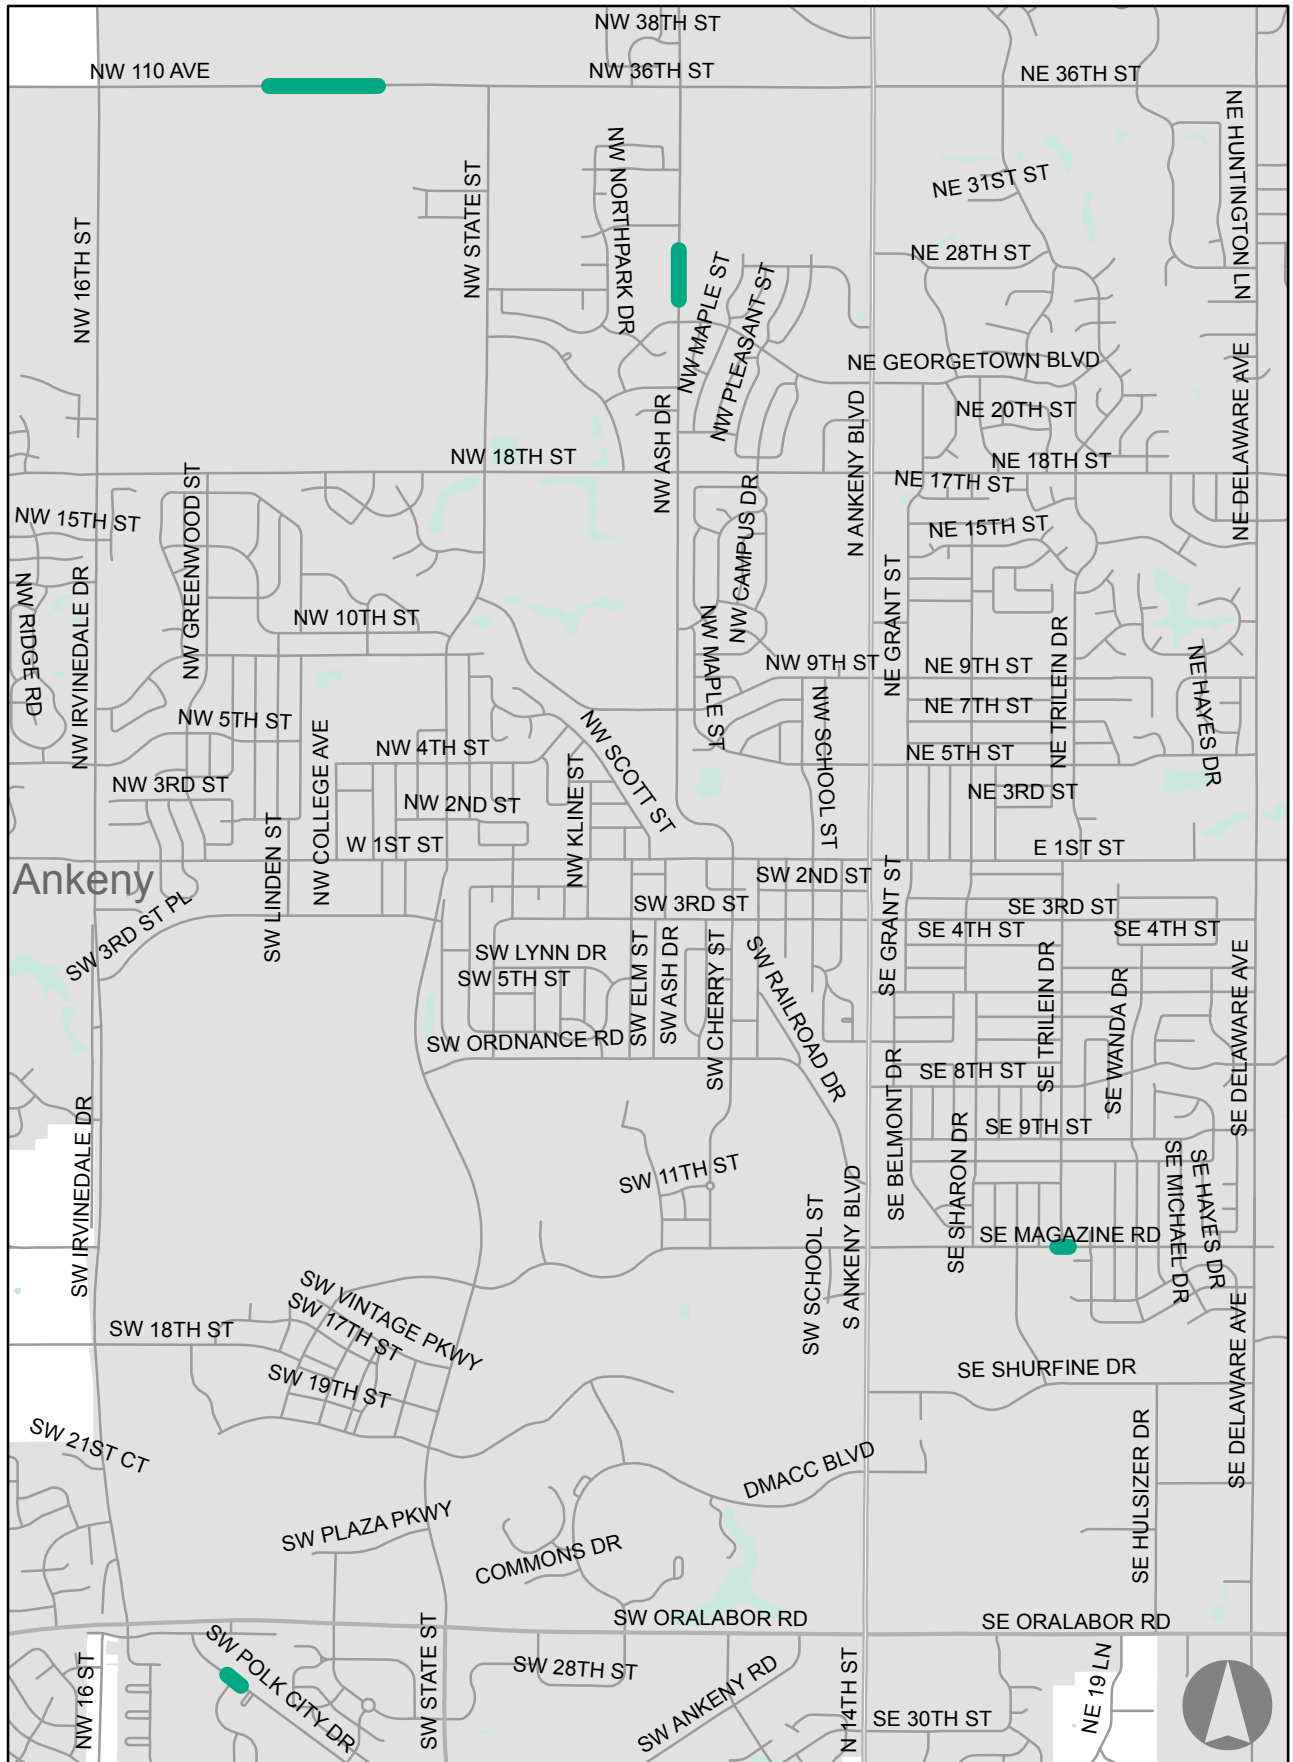 NW 38TH ST
NW 110 AVE
NW 36TH ST
NE 36TH ST
NE HUNTINGTON LN
NW NORTHPARK DR
NW STATE ST
NE 31ST ST
NW 16TH ST
NE 28TH ST
NW MAPLE ST
NW PLEASANT ST
NE GEORGETOWN BLVD
NE DELAWARE AVE
N ANKENY BLVD
NW ASH DR
NE 20TH ST
NW 18TH ST
NE 18TH ST
NE 17TH ST
NW GREENWOOD ST
NW CAMPUS DR
NW 15TH ST
NE 15TH ST
NW IRVINEDALE DR
NW RIDGE RD
NE GRANT ST
NW 10TH ST
NW MAPLE ST
NE TRILEIN DR
NW 9TH ST
NE 9TH ST
NE HAYES DR
NW 5TH ST
NE 7TH ST
NW COLLEGE AVE
NW SCOTT ST
NW SCHOOL ST
NW 4TH ST
NE 5TH ST
NW 3RD ST
NW KLINE ST
NW 2ND ST
NE 3RD ST
W 1ST ST
E 1ST ST
SW LINDEN ST
Ankeny
SW 2ND ST
SE GRANT ST
SW 3RD ST PL
SW 3RD ST
SE 3RD ST
SE 4TH ST
SE 4TH ST
SW LYNN DR
SW 5TH ST
SW ELM ST
SW ASH DR
SW CHERRY ST
SW RAILROAD DR
SE TRILEIN DR
SE WANDA DR
SE DELAWARE AVE
SW ORDNANCE RD
SE 8TH ST
SE BELMONT DR
SE 9TH ST
SE SHARON DR
SW IRVINEDALE DR
SW 11TH ST
SE MICHAEL DR
SE HAYES DR
S ANKENY BLVD
SW SCHOOL ST
SE MAGAZINE RD
SW VINTAGE PKWY
SW 17TH ST
SW 18TH ST
SE DELAWARE AVE
SW 19TH ST
SE SHURFINE DR
SW 21ST CT
DMACC BLVD
SE HULSIZER DR
SW PLAZA PKWY
COMMONS DR
SW ORALABOR RD
SE ORALABOR RD
SW STATE ST
SW POLK CITY DR
NW 16 ST
SW 28TH ST
SW ANKENY RD
N 14TH ST
NE 19 LN
SE 30TH ST